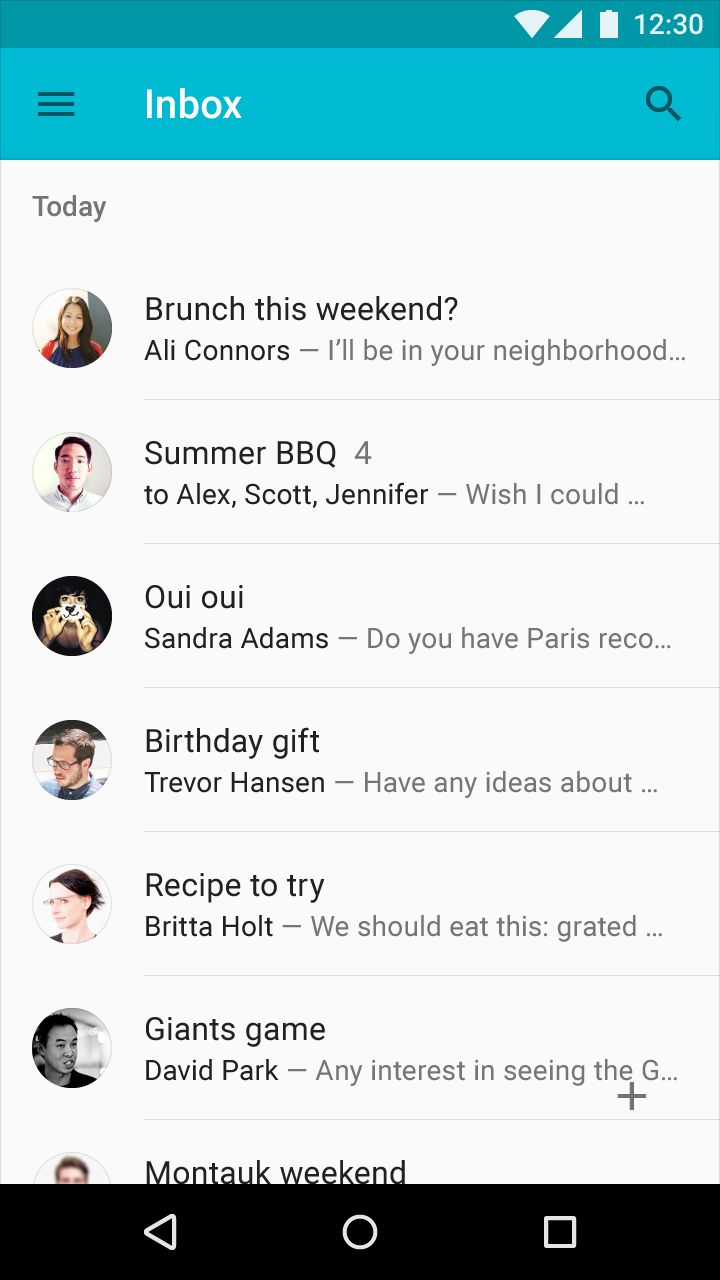 12:30
Inbox
Today
Brunch this weekend?
Ali Connors — I’ll be in your neighborhood…
Summer BBQ 4
to Alex, Scott, Jennifer — Wish I could …
Oui oui
Sandra Adams — Do you have Paris reco…
Birthday gift
Trevor Hansen — Have any ideas about …
Recipe to try
Britta Holt — We should eat this: grated …
Giants game
David Park — Any interest in seeing the G…
Montauk weekend